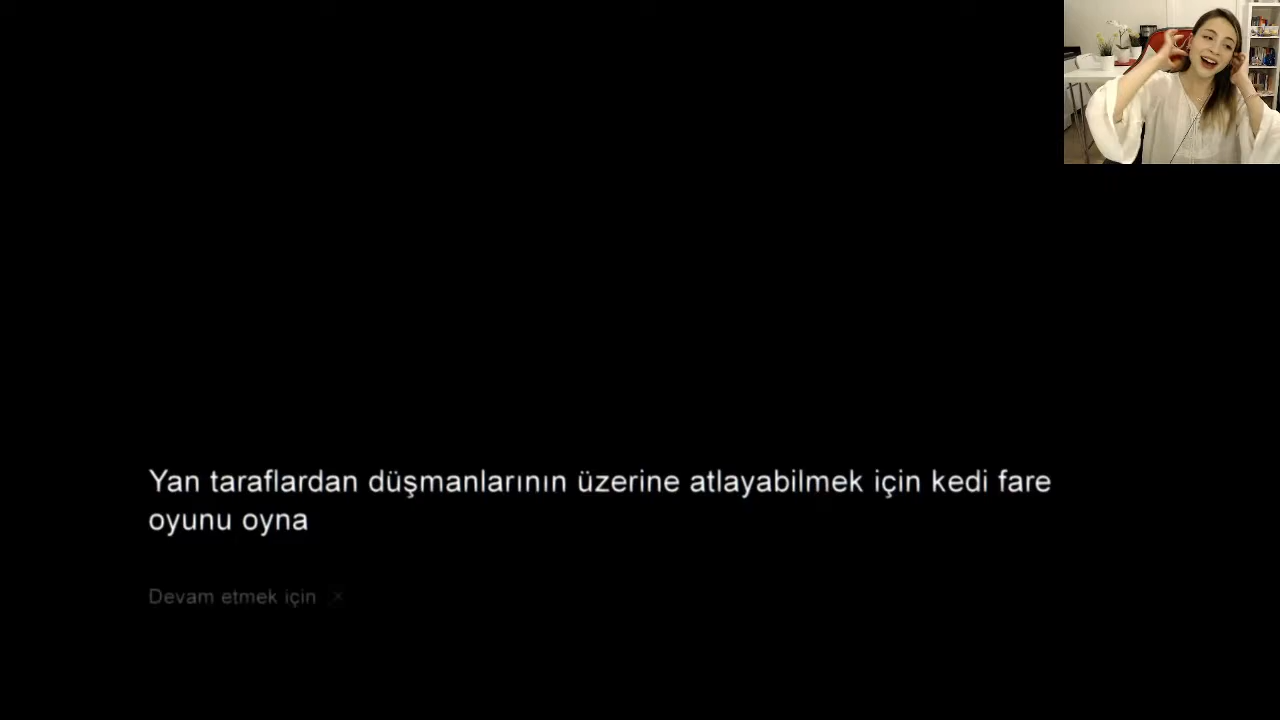 Yan taraflardan düşmanlarının üzerine atlayabilmek için kedi fare
oyunu oyna
Devam etmek için ×